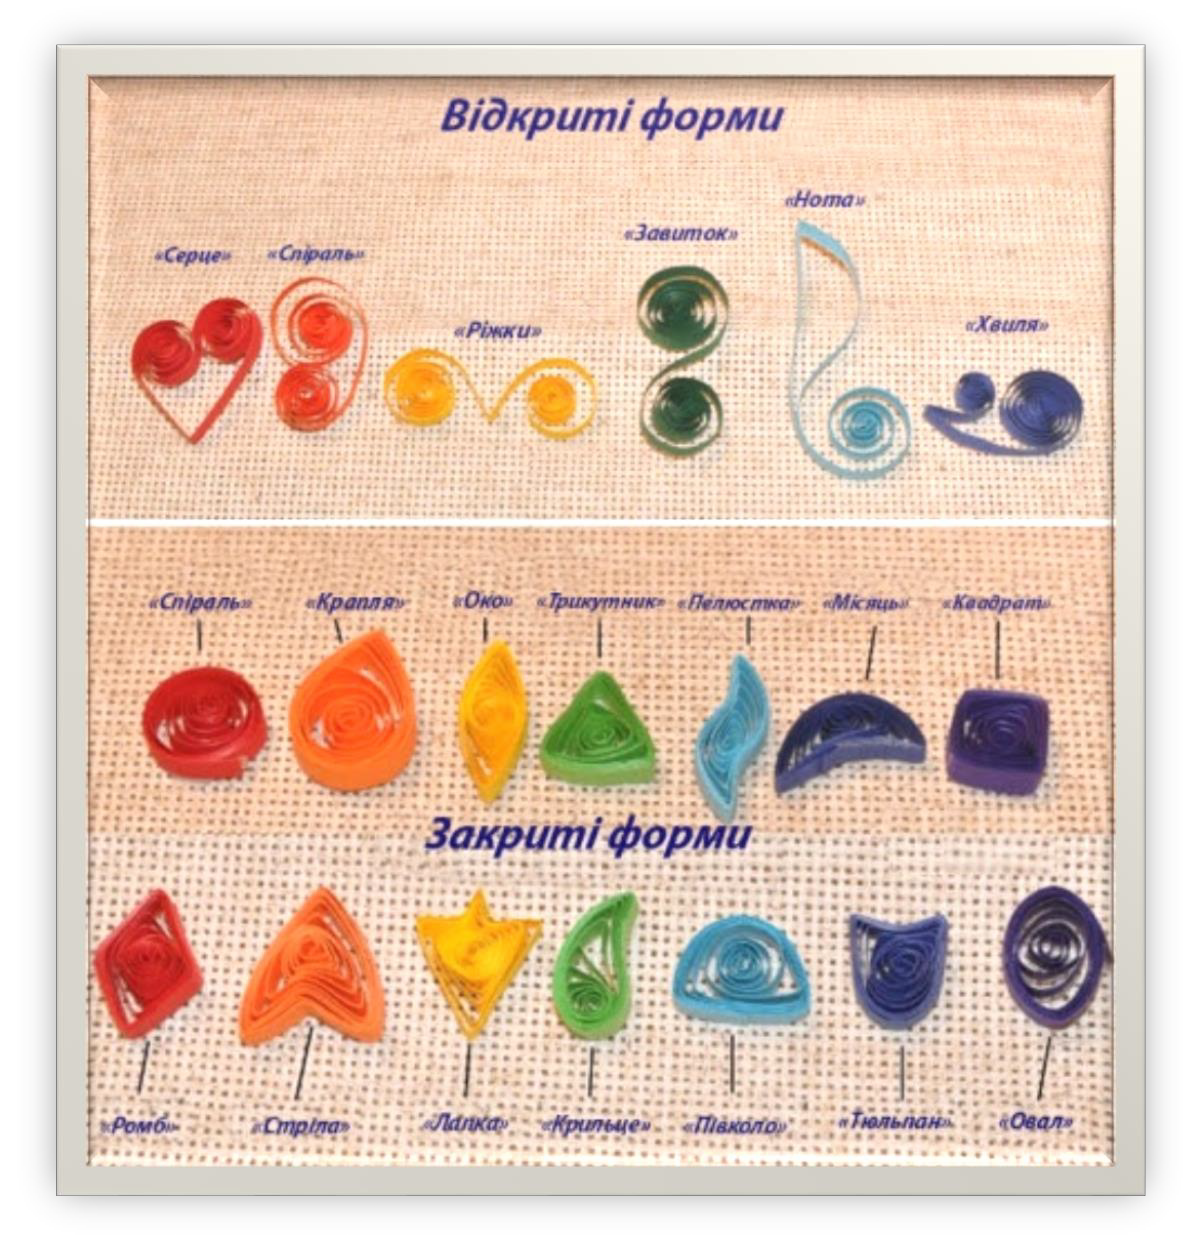 Відкриті форми
«Нота»
«Завиток»
«Серце» «Спіраль»
«Ріжки»
«Хвиля»
«Спіраль» «Крапля» «Око» «Трикутник» «Пелюстка» «Місяць» «Квадрат»
Закриті форми
«Ромб» «Стріла» «Лапка» «Крильце» «Півколо» «Тюльпан» «Овал»